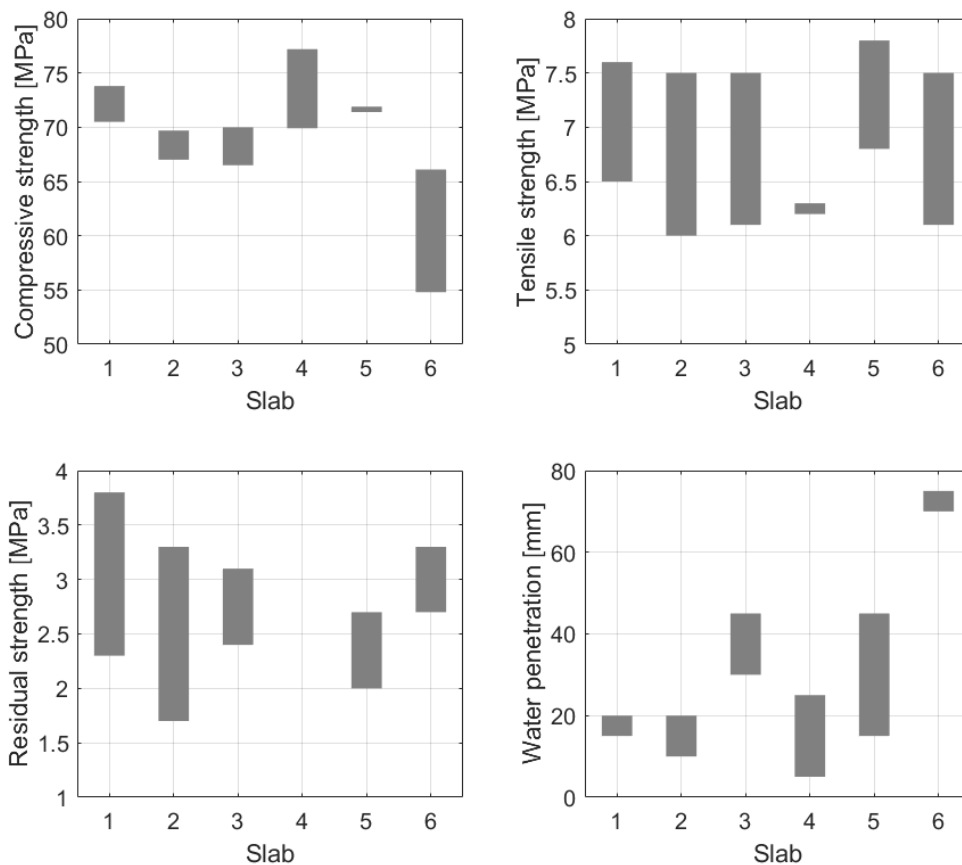 Compressive strength [MPa]
80
75
70
65
60
55
50
1 2 3 4 5 6
Slab
Tensile strength [MPa]
8
7.5
7
6.5
6
5.5
5
1 2 3 4 5 6
Slab
Residual strength [MPa]
4
3.5
3
2.5
2
1.5
1
1 2 3 4 5 6
Slab
Water penetration [mm]
80
60
40
20
0
1 2 3 4 5 6
Slab